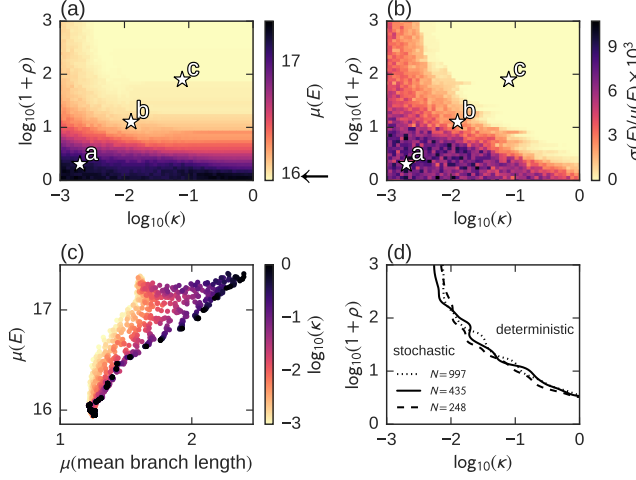 (a)
3
2
1
0
log₁₀(1 + ρ)
−3 −2 −1 0
log₁₀(κ)
a
b
c
17
16
μ(E)
(b)
3
2
1
0
log₁₀(1 + ρ)
−3 −2 −1 0
log₁₀(κ)
a
b
c
9
6
3
0
σ(E)/μ(E) × 10³
(c)
17
16
μ(E)
1 2
μ(mean branch length)
0
−1
−2
−3
log₁₀(κ)
(d)
3
2
1
0
log₁₀(1 + ρ)
deterministic
stochastic
N = 997
N = 435
N = 248
−3 −2 −1 0
log₁₀(κ)